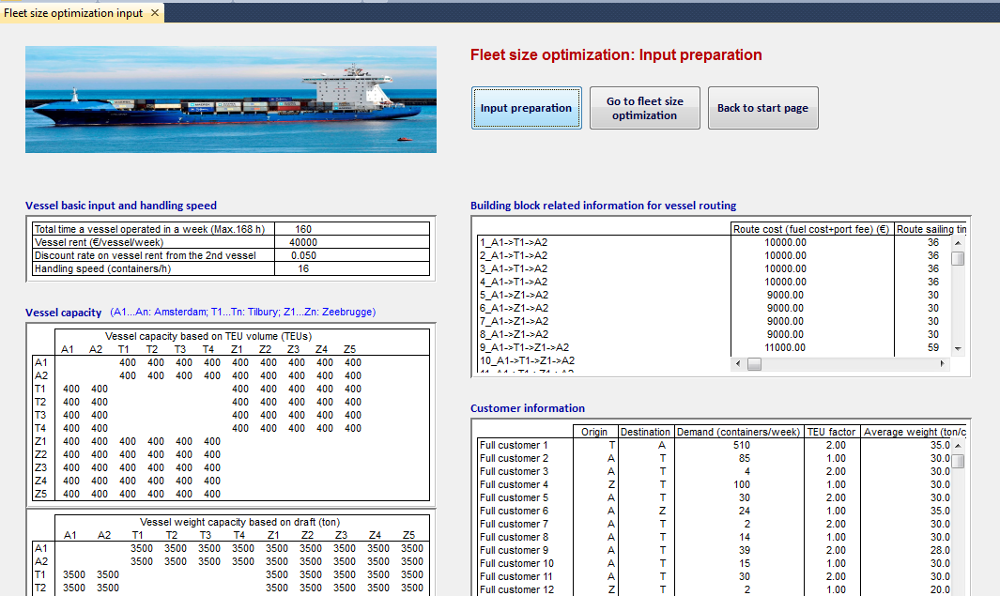 Fleet size optimization input ×
Fleet size optimization: Input preparation
Input preparation
Go to fleet size
optimization
Back to start page
Vessel basic input and handling speed
Total time a vessel operated in a week (Max.168 h) 160
Vessel rent (€/vessel/week) 40000
Discount rate on vessel rent from the 2nd vessel 0.050
Handling speed (containers/h) 16
Vessel capacity (A1...An: Amsterdam; T1...Tn: Tilbury; Z1...Zn: Zeebrugge)
Vessel capacity based on TEU volume (TEUs)
A1 A2 T1 T2 T3 T4 Z1 Z2 Z3 Z4 Z5
A1 400 400 400 400 400 400 400 400 400
A2 400 400 400 400 400 400 400 400 400
T1 400 400 400 400 400 400 400
T2 400 400 400 400 400 400 400
T3 400 400 400 400 400 400 400
T4 400 400 400 400 400 400 400
Z1 400 400 400 400 400 400
Z2 400 400 400 400 400 400
Z3 400 400 400 400 400 400
Z4 400 400 400 400 400 400
Z5 400 400 400 400 400 400
Vessel weight capacity based on draft (ton)
A1 A2 T1 T2 T3 T4 Z1 Z2 Z3 Z4 Z5
A1 3500 3500 3500 3500 3500 3500 3500 3500 3500
A2 3500 3500 3500 3500 3500 3500 3500 3500 3500
T1 3500 3500 3500 3500 3500 3500 3500
T2 3500 3500 3500 3500 3500 3500 3500
Building block related information for vessel routing
Route cost (fuel cost+port fee) (€) Route sailing
1_A1->T1->A2 10000.00 36
2_A1->T1->A2 10000.00 36
3_A1->T1->A2 10000.00 36
4_A1->T1->A2 10000.00 36
5_A1->Z1->A2 9000.00 30
6_A1->Z1->A2 9000.00 30
7_A1->Z1->A2 9000.00 30
8_A1->Z1->A2 9000.00 30
9_A1->T1->Z1->A2 11000.00 59
10_A1->T1->Z1->A2
Customer information
Origin Destination Demand (containers/week) TEU factor Average weight (ton/c
Full customer 1 T A 510 2.00 35.0
Full customer 2 A T 85 1.00 30.0
Full customer 3 A T 4 2.00 30.0
Full customer 4 Z T 100 1.00 30.0
Full customer 5 A T 30 2.00 30.0
Full customer 6 A Z 24 1.00 35.0
Full customer 7 A T 2 2.00 30.0
Full customer 8 A T 14 1.00 30.0
Full customer 9 A T 39 2.00 28.0
Full customer 10 A T 15 1.00 30.0
Full customer 11 A T 30 2.00 30.0
Full customer 12 Z T 2 1.00 20.0